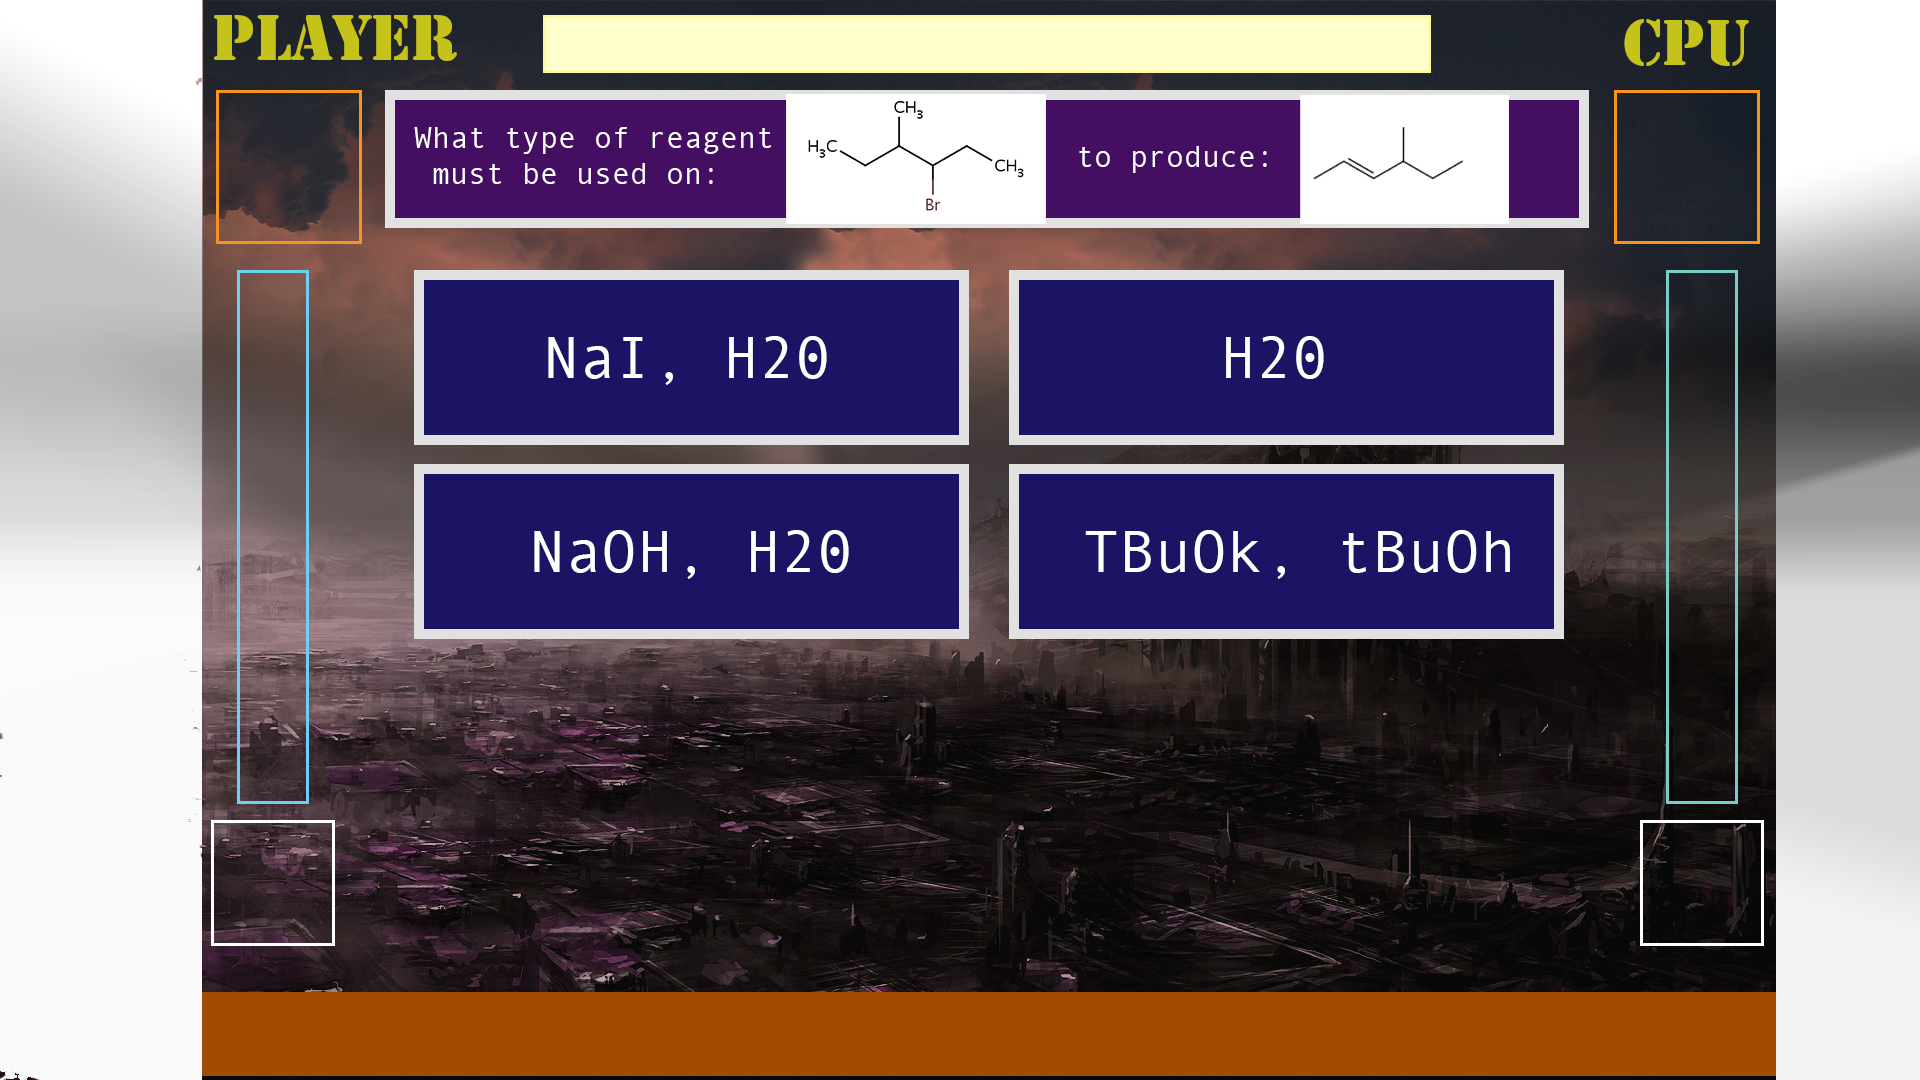 PLAYER
CPU
What type of reagent
must be used on:
CH3
H3C
CH3
Br
to produce:
NaI, H20
H20
NaOH, H20
TBuOk, tBuOh